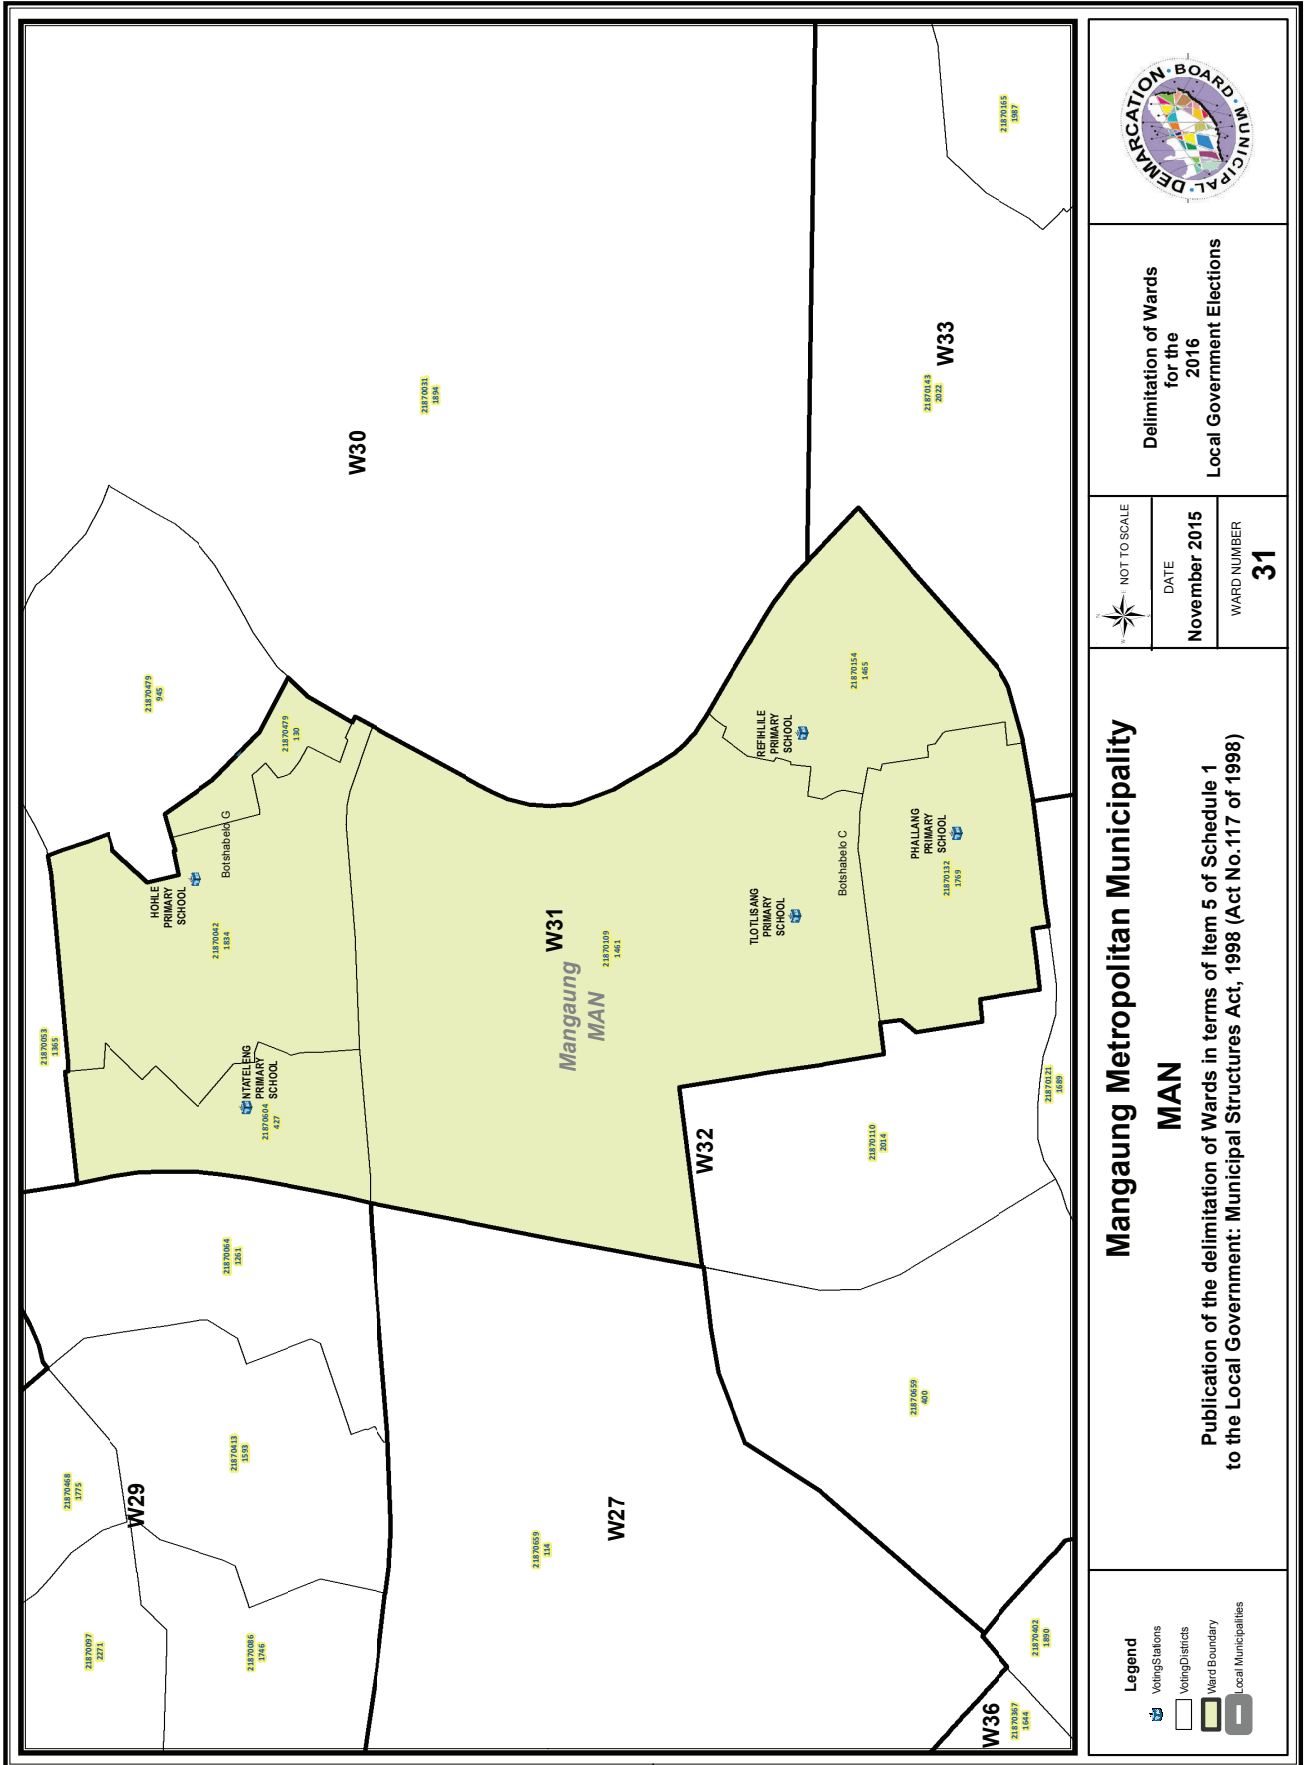 21870053
1365
21870479
945
HOHLE
PRIMARY
SCHOOL
Botshabelo G
21870042
1834
21870479
130
NTATELENG
PRIMARY
SCHOOL
21870604
427
21870064
1261
21870468
1775
W29
21870413
1593
21870097
2271
21870086
1746
W30
21870031
1894
W31
Mangaung
MAN
21870109
1461
W27
21870659
114
W32
TLOTLISANG
PRIMARY
SCHOOL
REFIHLILE
PRIMARY
SCHOOL
Botshabelo C
21870154
1465
PHALLANG
PRIMARY
SCHOOL
21870132
1769
21870110
2014
21870121
1689
21870659
400
W33
21870143
2022
21870165
1987
21870402
1890
W36
21870367
1644
Legend
VotingStations
VotingDistricts
Ward Boundary
Local Municipalities
Mangaung Metropolitan Municipality
MAN
Publication of the delimitation of Wards in terms of Item 5 of Schedule 1
to the Local Government: Municipal Structures Act, 1998 (Act No.117 of 1998)
N
W
E
S
NOT TO SCALE
DATE
November 2015
WARD NUMBER
31
Delimitation of Wards
for the
2016
Local Government Elections
MUNICIPAL DEMARCATION BOARD